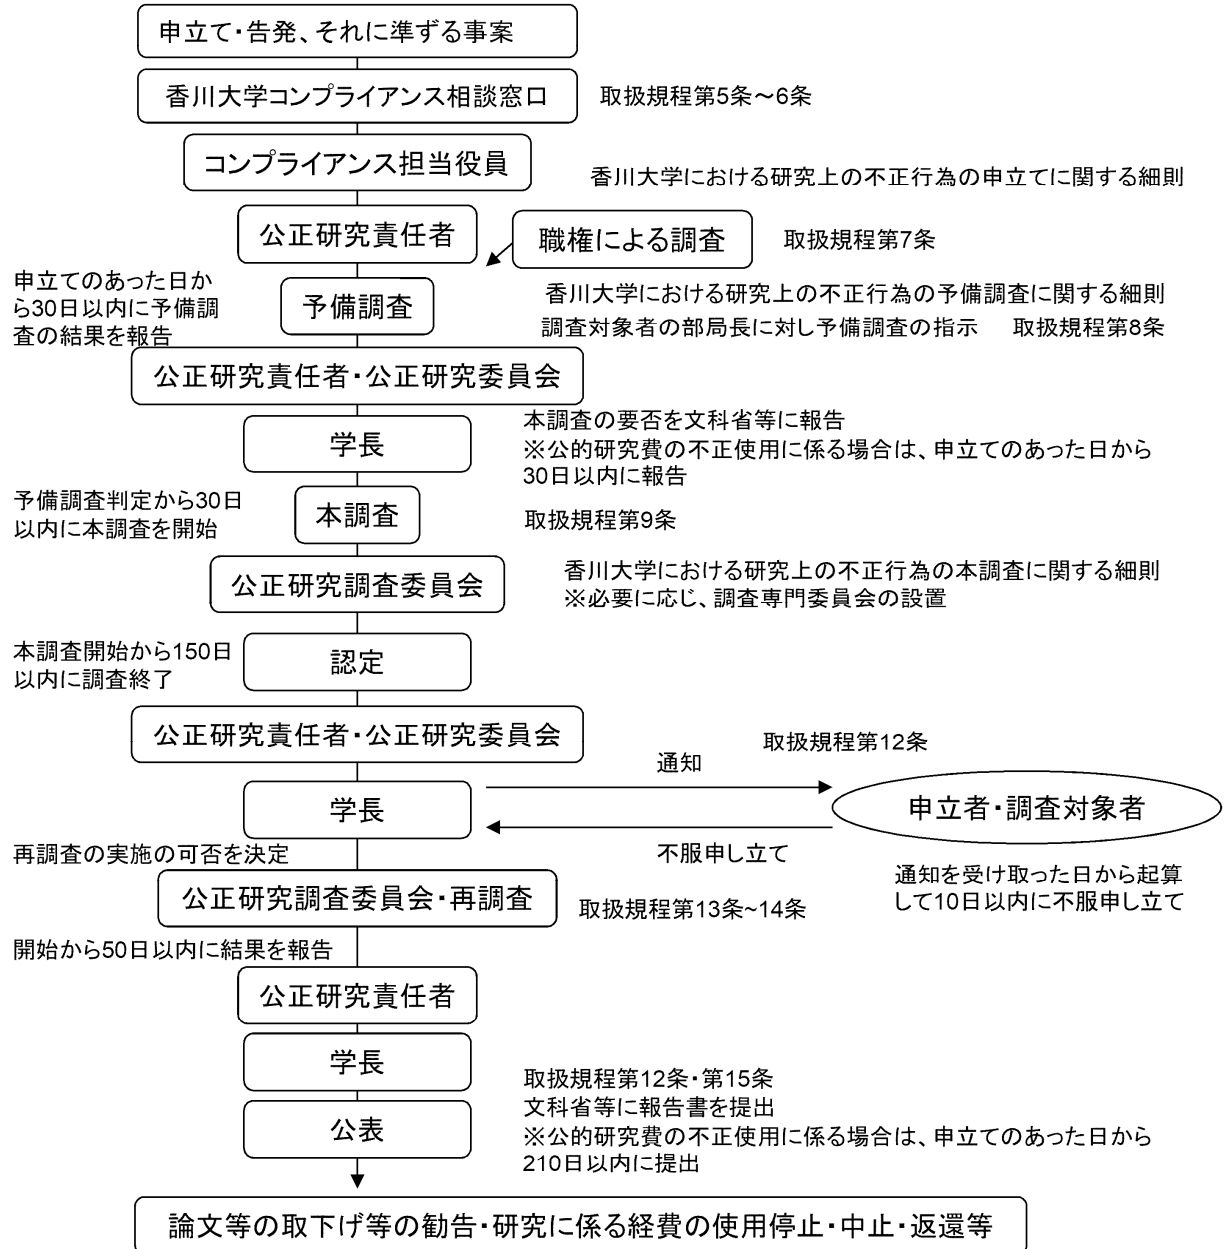 申立て・告発、それに準ずる事案
香川大学コンプライアンス相談窓口
取扱規程第5条～6条
コンプライアンス担当役員
香川大学における研究上の不正行為の申立てに関する細則
公正研究責任者
職権による調査
取扱規程第7条
申立てのあった日か
ら30日以内に予備調
査の結果を報告
予備調査
香川大学における研究上の不正行為の予備調査に関する細則
調査対象者の部局長に対し予備調査の指示 取扱規程第8条
公正研究責任者・公正研究委員会
学長
本調査の要否を文科省等に報告
※公的研究費の不正使用に係る場合は、申立てのあった日から
30日以内に報告
予備調査判定から30日
以内に本調査を開始
本調査
取扱規程第9条
公正研究調査委員会
香川大学における研究上の不正行為の本調査に関する細則
※必要に応じ、調査専門委員会の設置
本調査開始から150日
以内に調査終了
認定
公正研究責任者・公正研究委員会
取扱規程第12条
通知
学長
申立者・調査対象者
不服申し立て
再調査の実施の可否を決定
通知を受け取った日から起算
して10日以内に不服申し立て
公正研究調査委員会・再調査
取扱規程第13条~14条
開始から50日以内に結果を報告
公正研究責任者
学長
取扱規程第12条・第15条
文科省等に報告書を提出
※公的研究費の不正使用に係る場合は、申立てのあった日から
210日以内に提出
公表
論文等の取下げ等の勧告・研究に係る経費の使用停止・中止・返還等